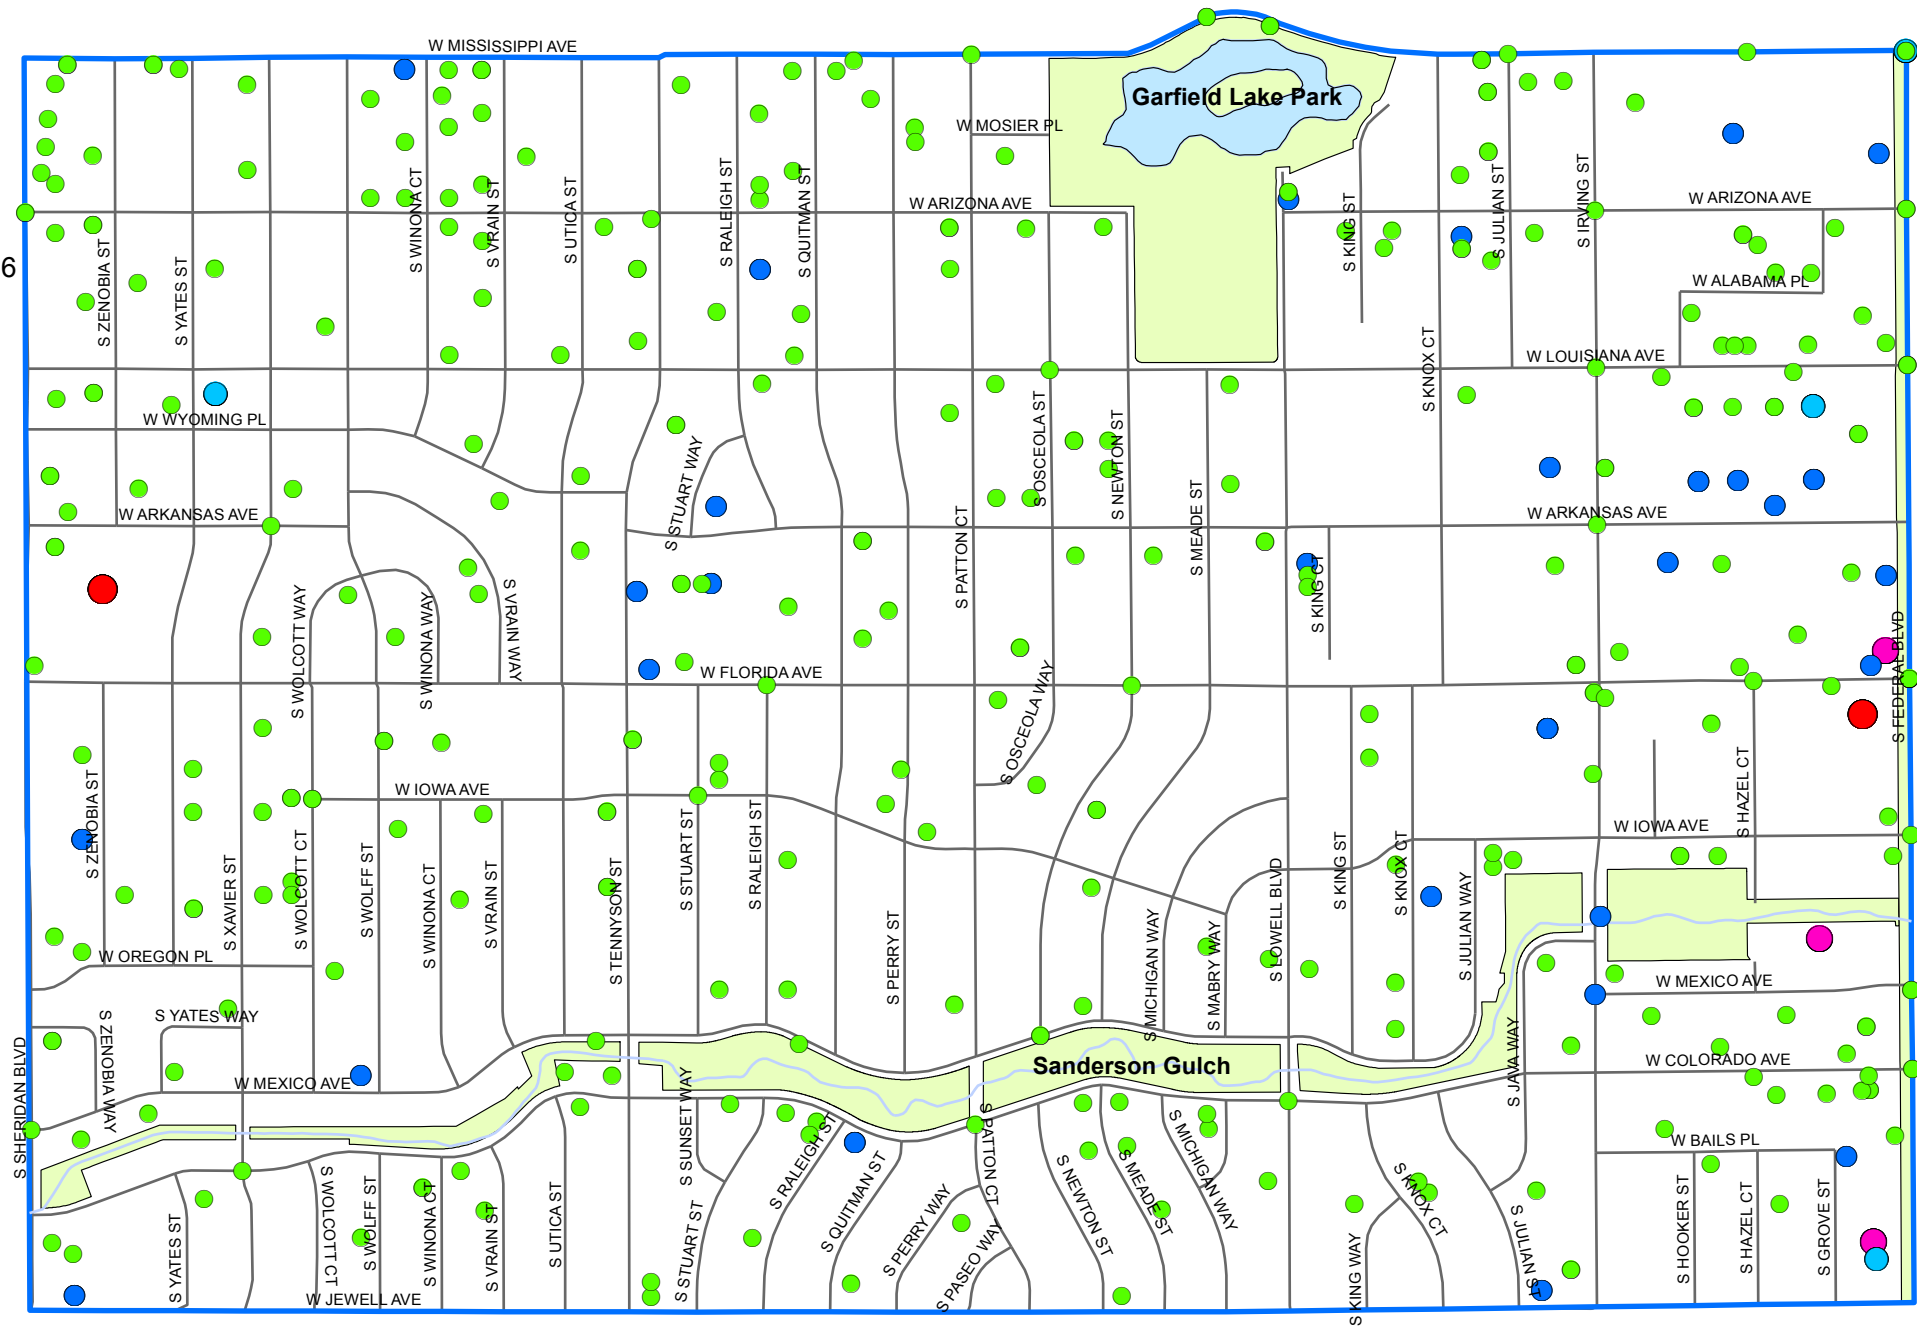 W MISSISSIPPI AVE
Garfield Lake Park
W MOSIER PL
S WINONA CT
S VRAIN ST
S UTICA ST
S RALEIGH ST
S QUITMAN ST
W ARIZONA AVE
S KING ST
S JULIAN ST
S IRVING ST
W ARIZONA AVE
6
S ZENOBIA ST
S YATES ST
W ALABAMA PL
S KNOX CT
W LOUISIANA AVE
W WYOMING PL
S STUART WAY
S OSCEOLA ST
S NEWTON ST
S MEADE ST
W ARKANSAS AVE
S PATTON CT
W ARKANSAS AVE
S WOLCOTT WAY
S WINONA WAY
S VRAIN WAY
S KING CT
W FLORIDA AVE
S OSCEOLA WAY
S FEDERAL BLVD
S ZENOBIA ST
W IOWA AVE
S HAZEL CT
W IOWA AVE
S XAVIER ST
S WOLCOTT CT
S WOLFF ST
S WINONA CT
S VRAIN ST
S TENNYSON ST
S STUART ST
S RALEIGH ST
S PERRY ST
S MICHIGAN WAY
S MABRY WAY
S LOWELL BLVD
S KING ST
S KNOX CT
S JULIAN WAY
W OREGON PL
W MEXICO AVE
S YATES WAY
S ZENOBIA WAY
S SHERIDAN BLVD
W MEXICO AVE
Sanderson Gulch
S JAVA WAY
W COLORADO AVE
S SUNSET WAY
S RALEIGH ST
S PATTON CT
S MICHIGAN WAY
W BAILS PL
S YATES ST
S WOLCOTT CT
S WOLFF ST
S WINONA CT
S VRAIN ST
S UTICA ST
S STUART ST
S QUITMAN ST
S PERRY WAY
S PASEO WAY
S NEWTON ST
S MEADE ST
S KING WAY
S KNOX CT
S JULIAN ST
S HOOKER ST
S HAZEL CT
S GROVE ST
W JEWELL AVE